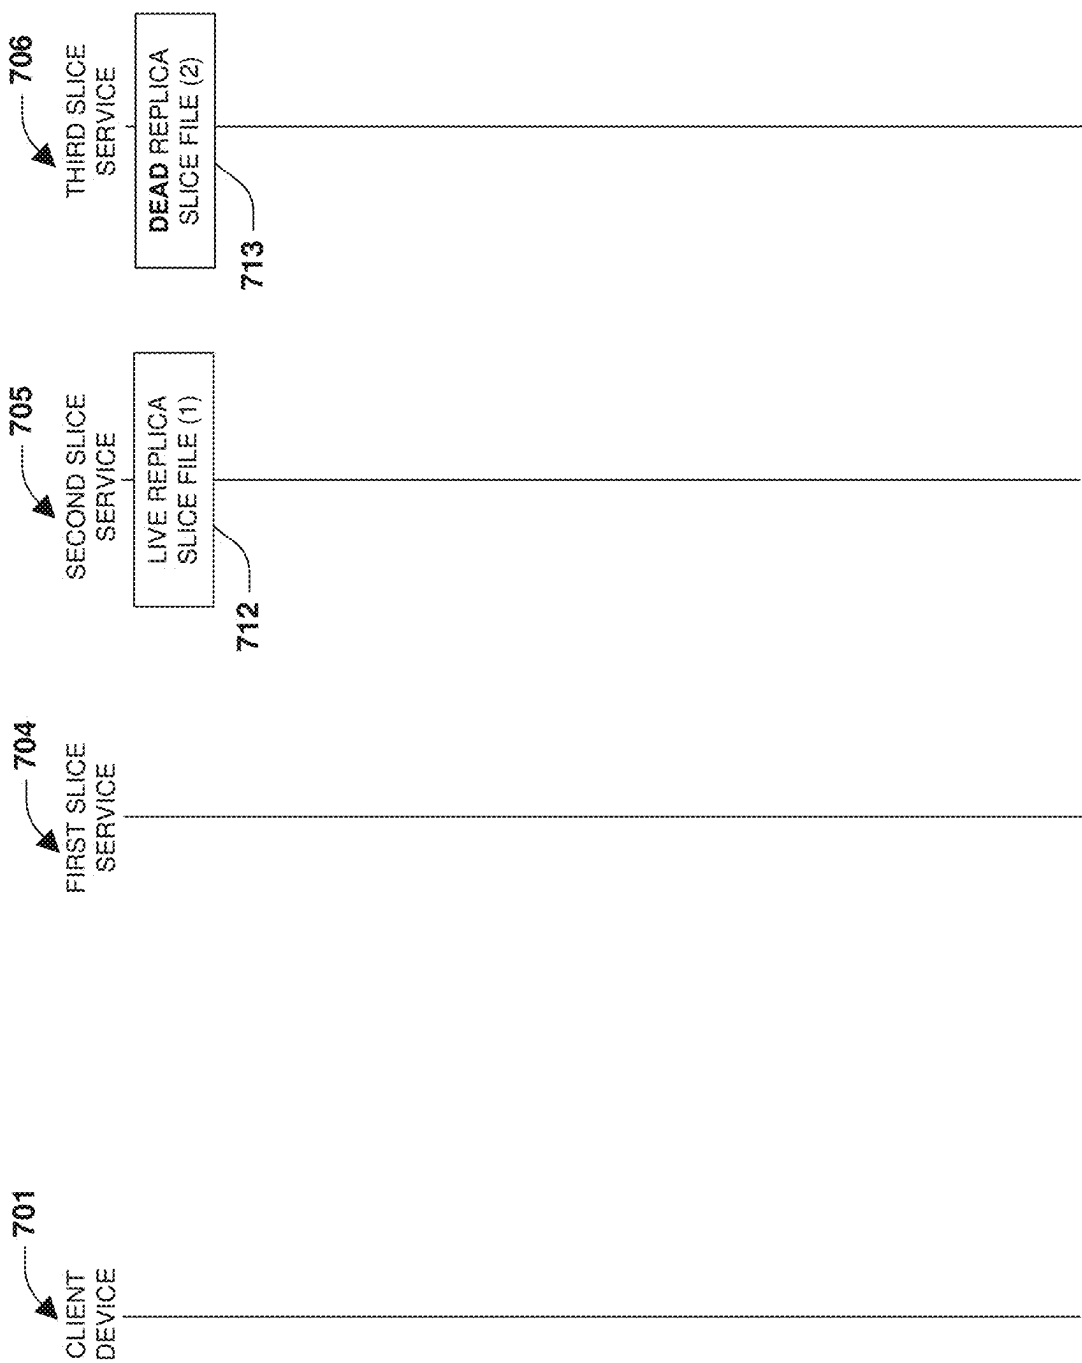 701
CLIENT
DEVICE
704
FIRST SLICE
SERVICE
705
SECOND SLICE
SERVICE
LIVE REPLICA
SLICE FILE (1)
712
706
THIRD SLICE
SERVICE
DEAD REPLICA
SLICE FILE (2)
713